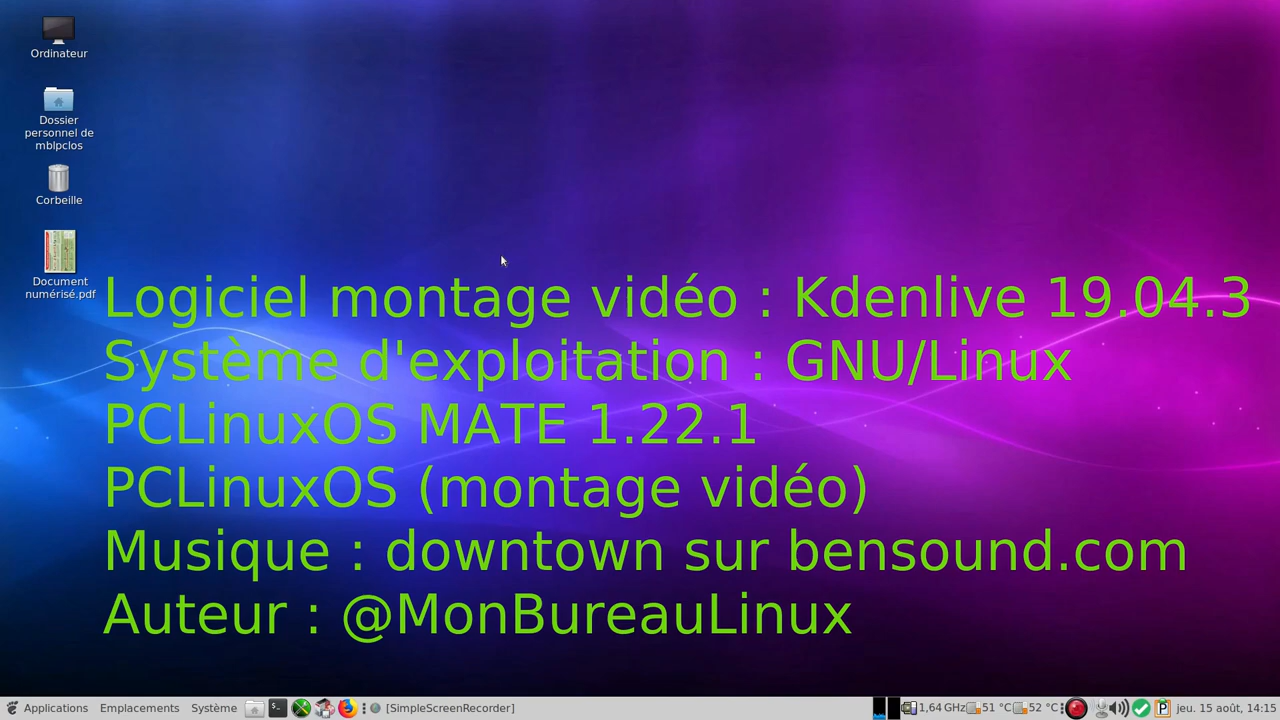 Ordinateur
Dossier
personnel de
mblpclos
Corbeille
Document
numérisé.pdf
Logiciel montage vidéo : Kdenlive 19.04.3
Système d'exploitation : GNU/Linux
PCLinuxOS MATE 1.22.1
PCLinuxOS (montage vidéo)
Musique : downtown sur bensound.com
Auteur : @MonBureauLinux
Applications Emplacements Système [SimpleScreenRecorder] 1,64 GHz 51 °C 52 °C jeu. 15 août, 14:15